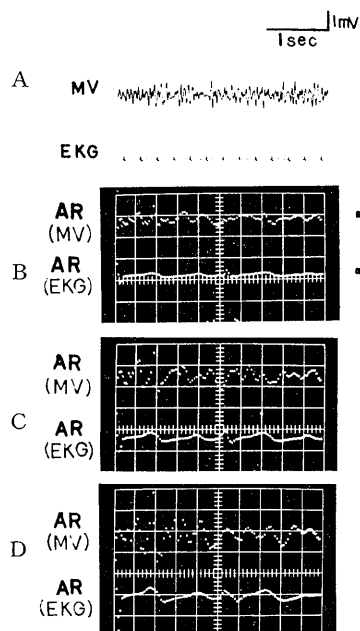 1mV
1sec
A
MV
EKG
B
AR
(MV)
AR
(EKG)
C
AR
(MV)
AR
(EKG)
D
AR
(MV)
AR
(EKG)